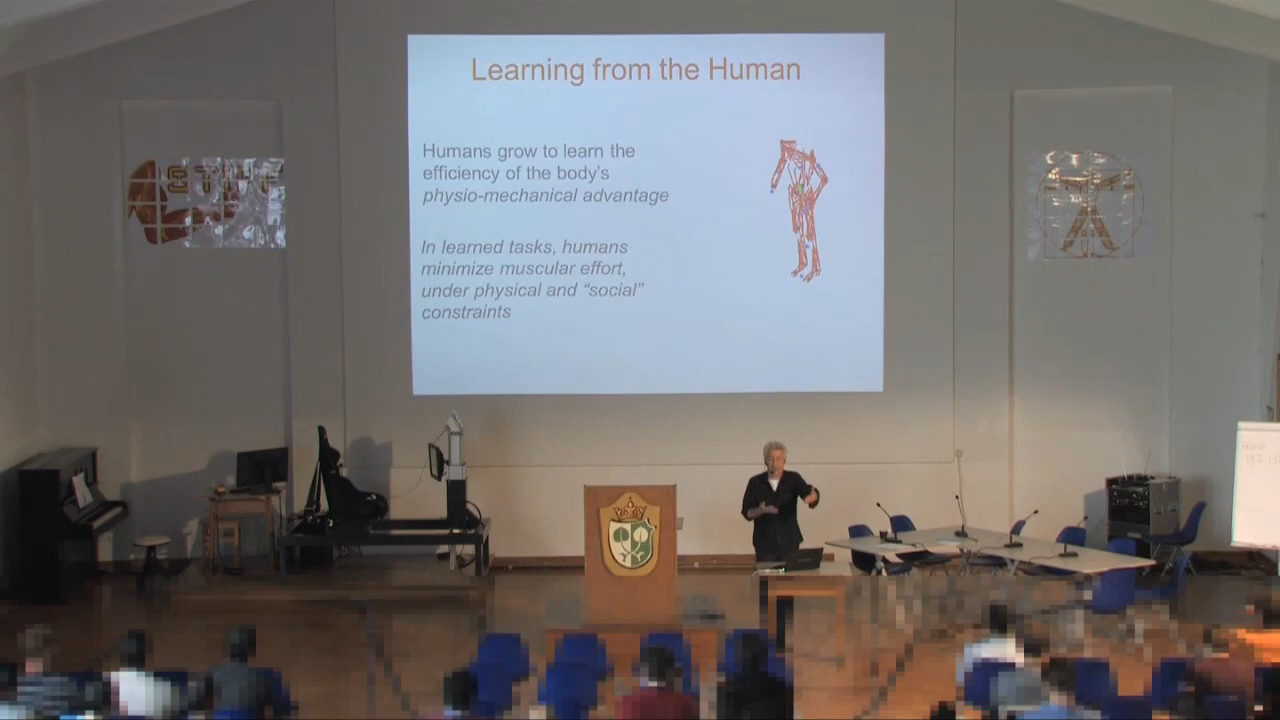 Learning from the Human
Humans grow to learn the
efficiency of the body's
physio-mechanical advantage
In learned tasks, humans
minimize muscular effort,
under physical and “social”
constraints